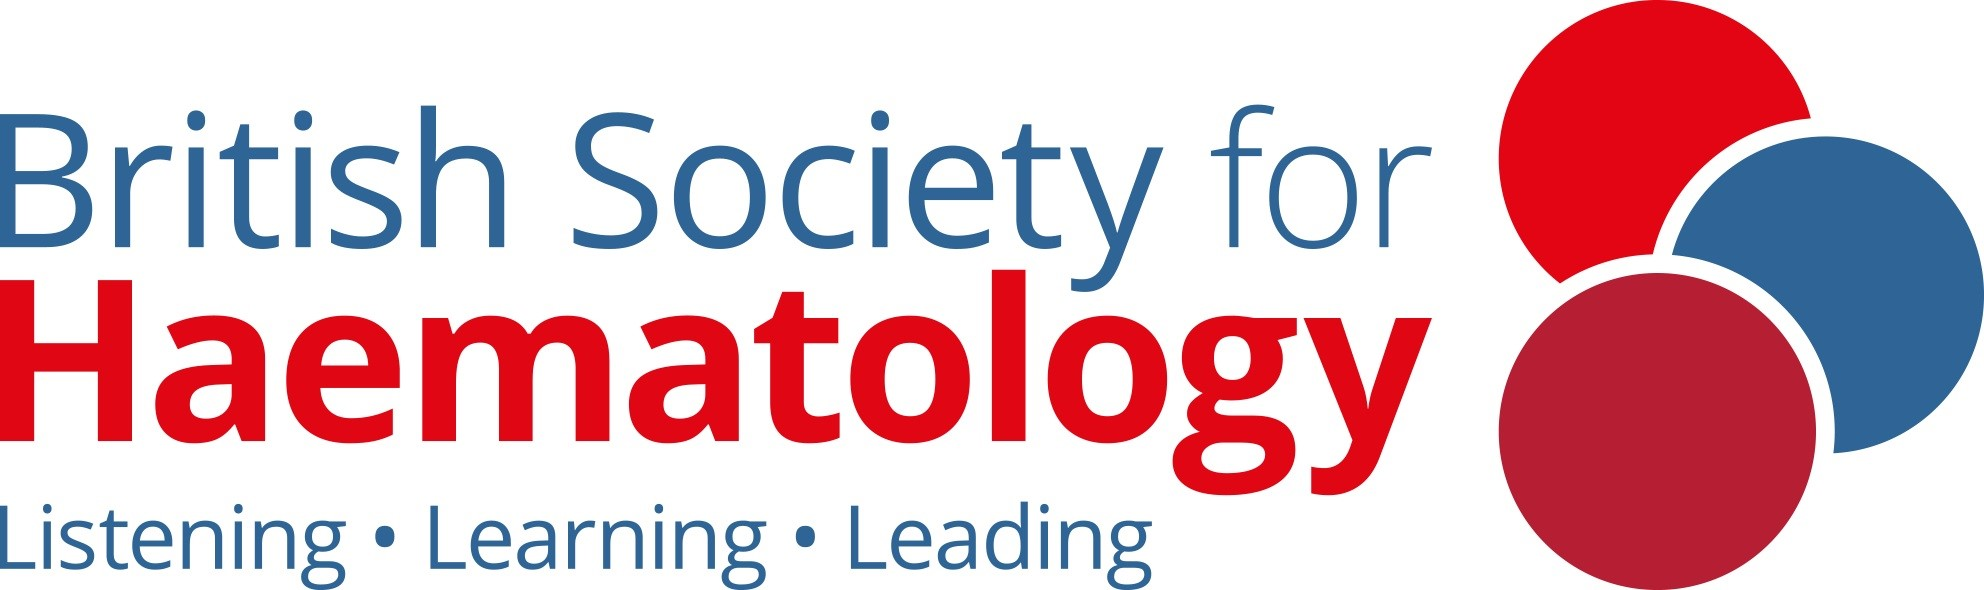 British Society for
Haematology
Listening • Learning • Leading